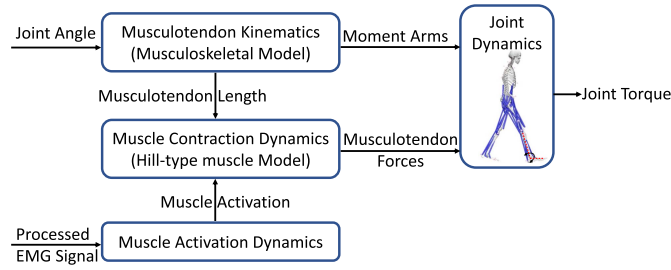 Joint Angle
Musculotendon Kinematics
(Musculoskeletal Model)
Moment Arms
Joint
Dynamics
Joint Torque
Musculotendon Length
Muscle Contraction Dynamics
(Hill-type muscle Model)
Musculotendon
Forces
Muscle Activation
Processed
EMG Signal
Muscle Activation Dynamics